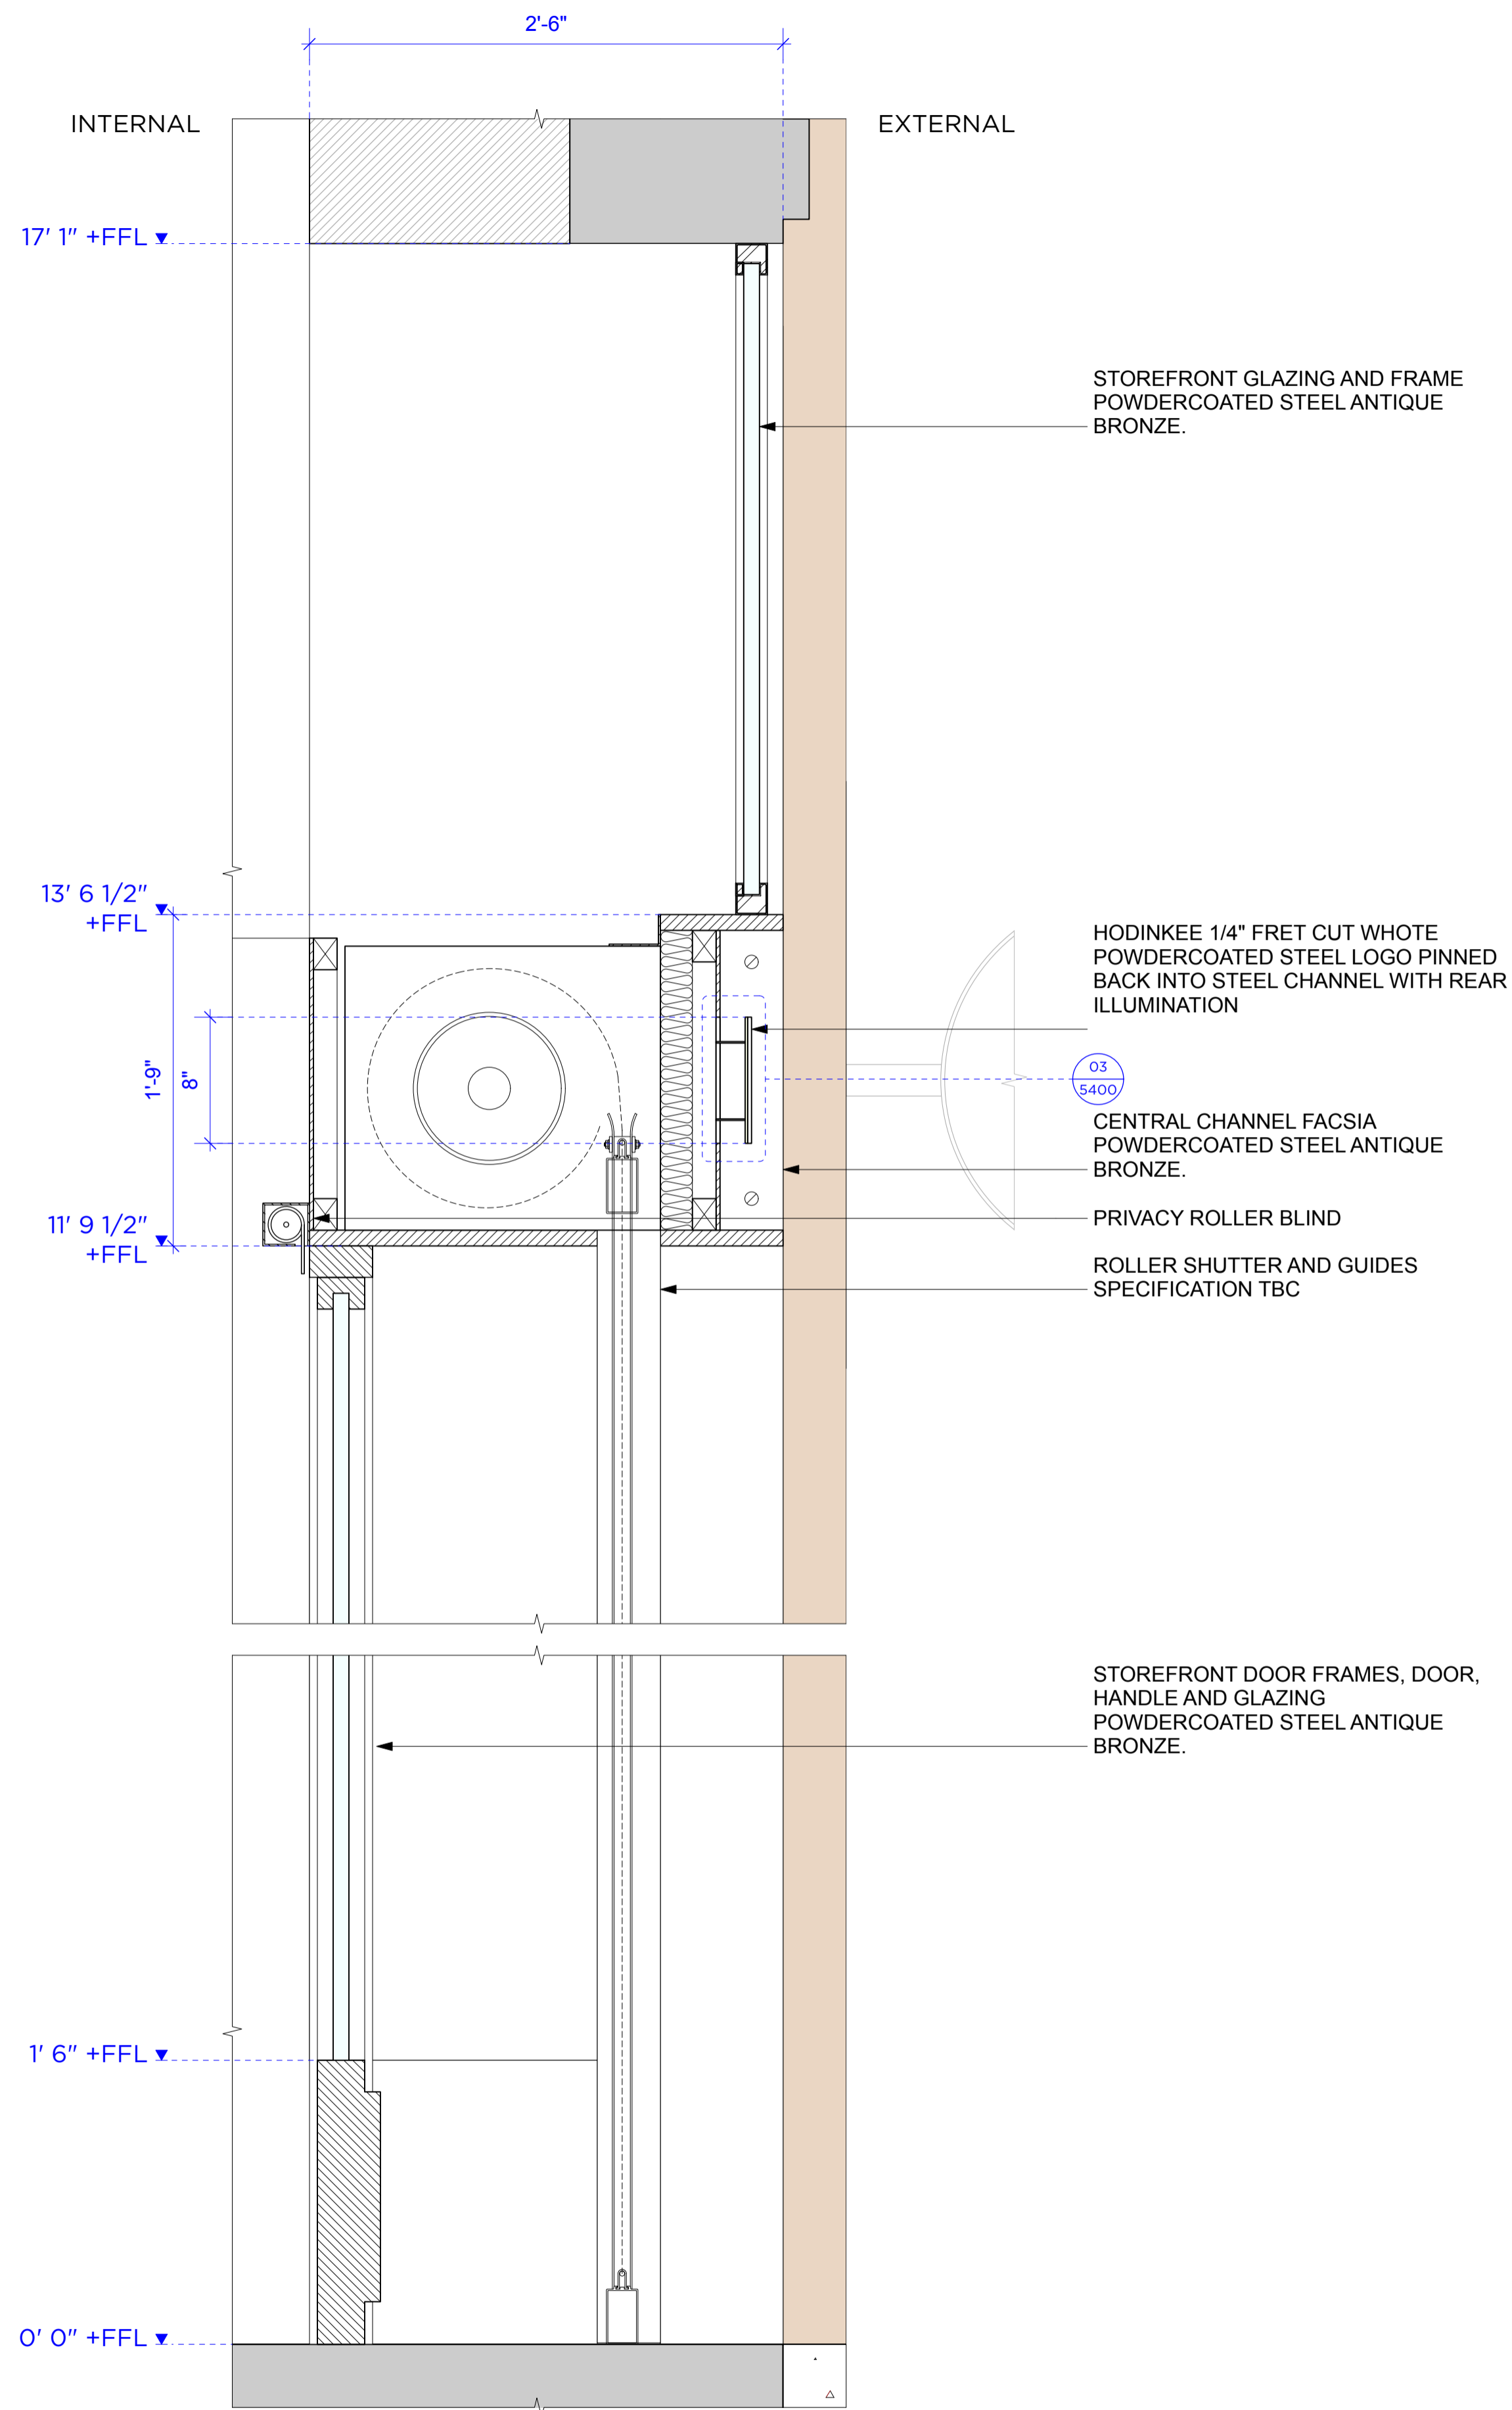 2'-6"
INTERNAL
EXTERNAL
17' 1" +FFL
STOREFRONT GLAZING AND FRAME
POWDERCOATED STEEL ANTIQUE
BRONZE.
13' 6 1/2"
+FFL
HODINKEE 1/4" FRET CUT WHOTE
POWDERCOATED STEEL LOGO PINNED
BACK INTO STEEL CHANNEL WITH REAR
ILLUMINATION
1'-9"
8"
03
5400
CENTRAL CHANNEL FACSIA
POWDERCOATED STEEL ANTIQUE
BRONZE.
11' 9 1/2"
+FFL
PRIVACY ROLLER BLIND
ROLLER SHUTTER AND GUIDES
SPECIFICATION TBC
STOREFRONT DOOR FRAMES, DOOR,
HANDLE AND GLAZING
POWDERCOATED STEEL ANTIQUE
BRONZE.
1' 6" +FFL
0' 0" +FFL